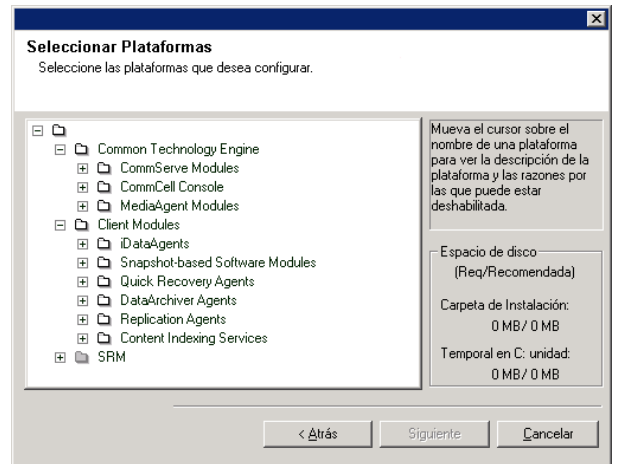 Seleccionar Plataformas
Seleccione las plataformas que desea configurar.
Common Technology Engine
CommServe Modules
CommCell Console
MediaAgent Modules
Client Modules
iDataAgents
Snapshot-based Software Modules
Quick Recovery Agents
DataArchiver Agents
Replication Agents
Content Indexing Services
SRM
Mueva el cursor sobre el
nombre de una plataforma
para ver la descripción de la
plataforma y las razones por
las que puede estar
deshabilitada.
Espacio de disco
(Req/Recomendada)
Carpeta de Instalación:
0 MB/ 0 MB
Temporal en C: unidad:
0 MB/ 0 MB
< Atrás
Siguiente
Cancelar